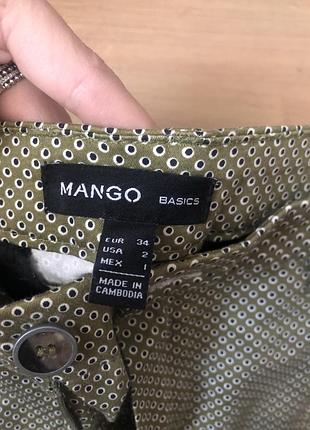 MANGO BASICS
EUR 34
USA 2
MEX 1
MADE IN
CAMBODIA